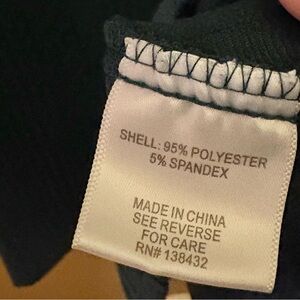 SHELL: 95% POLYESTER
5% SPANDEX
MADE IN CHINA
SEE REVERSE
FOR CARE
RN# 138432